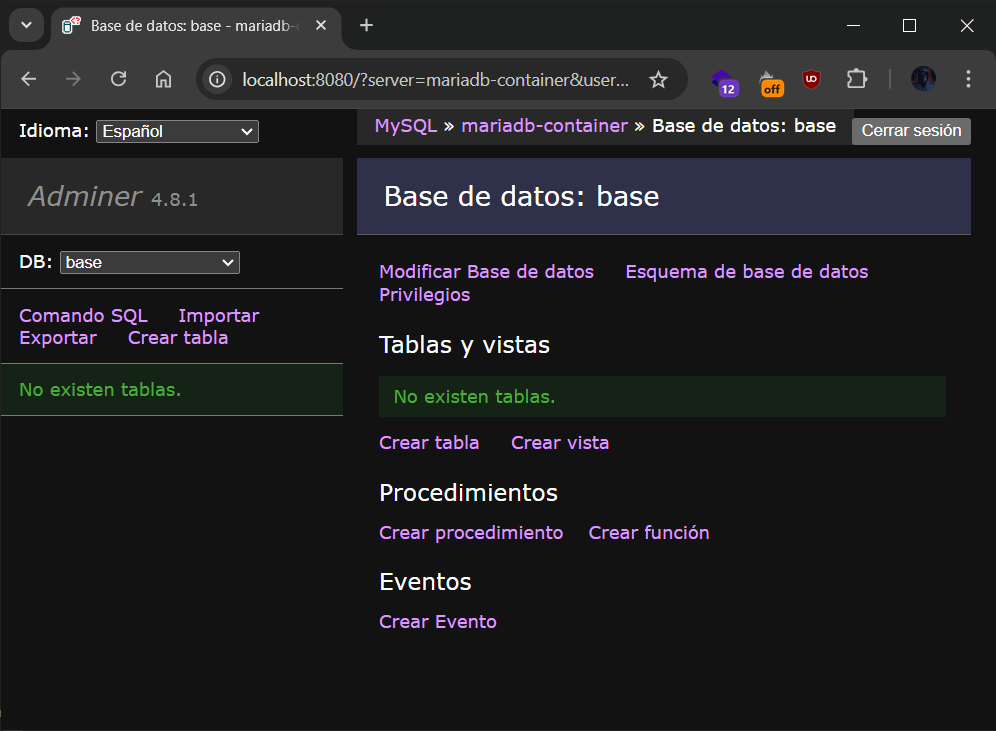 Base de datos: base - mariadb-c
localhost:8080/?server=mariadb-container&user...
12
off
Idioma: Español
MySQL » mariadb-container » Base de datos: base
Cerrar sesión
Adminer 4.8.1
Base de datos: base
DB: base
Modificar Base de datos Esquema de base de datos
Privilegios
Comando SQL Importar
Exportar Crear tabla
No existen tablas.
Tablas y vistas
No existen tablas.
Crear tabla Crear vista
Procedimientos
Crear procedimiento Crear función
Eventos
Crear Evento